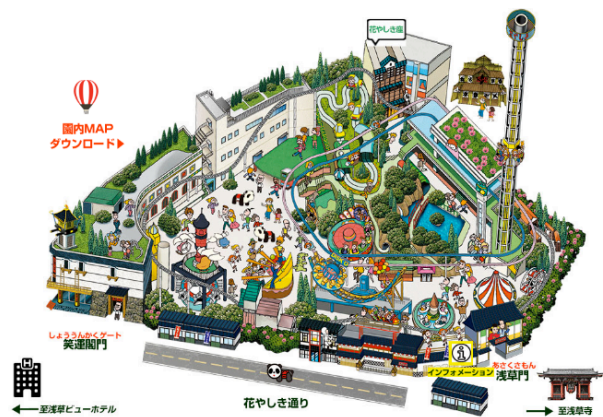 花やしき座
園内MAP
ダウンロード
しょううんかくゲート
笑運閣門
インフォメーション
あさくさもん
浅草門
至浅草ビューホテル
花やしき通り
至浅草寺